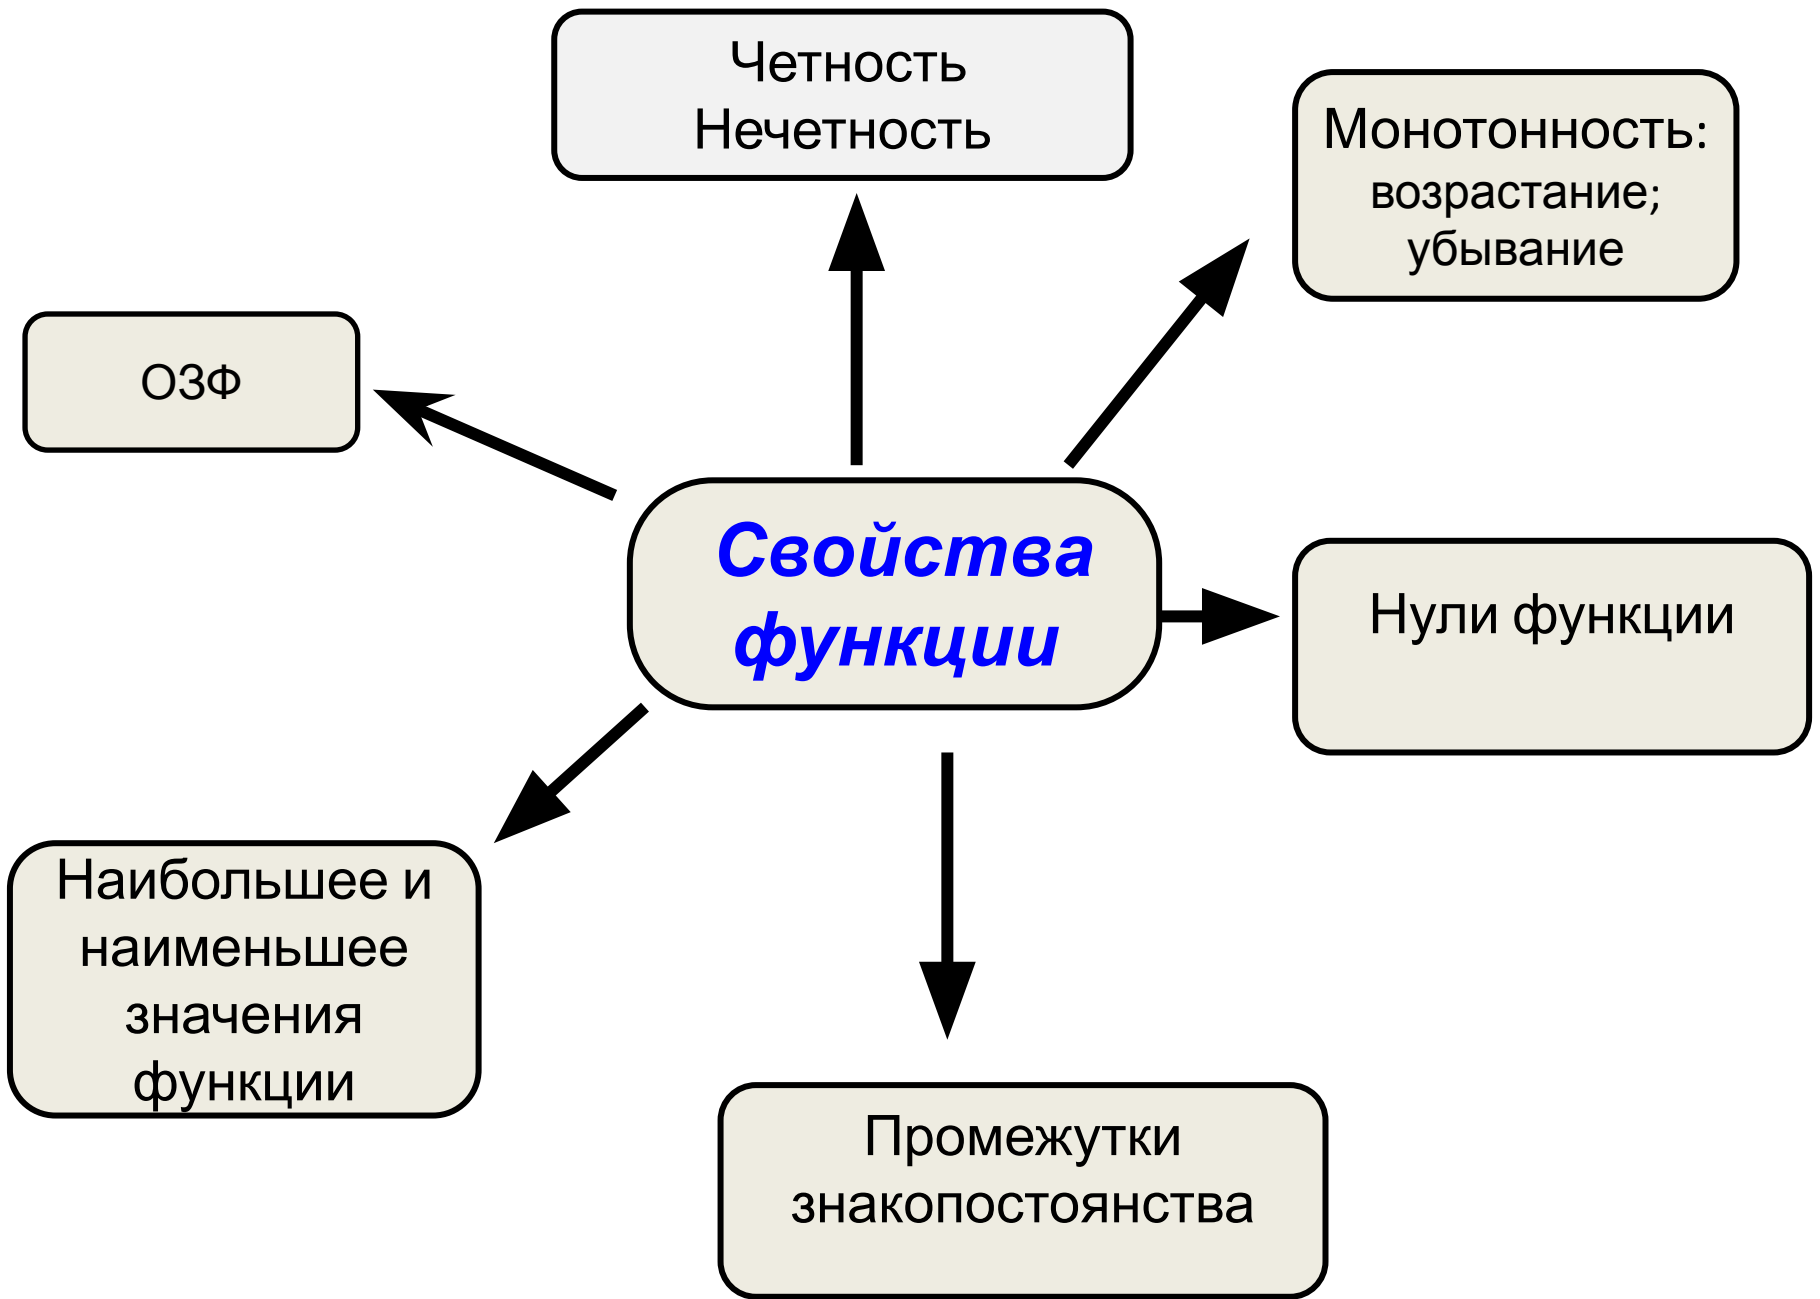 Четность
Нечетность
Монотонность:
возрастание;
убывание
ОЗФ
Свойства
функции
Нули функции
Наибольшее и
наименьшее
значения
функции
Промежутки
знакопостоянства